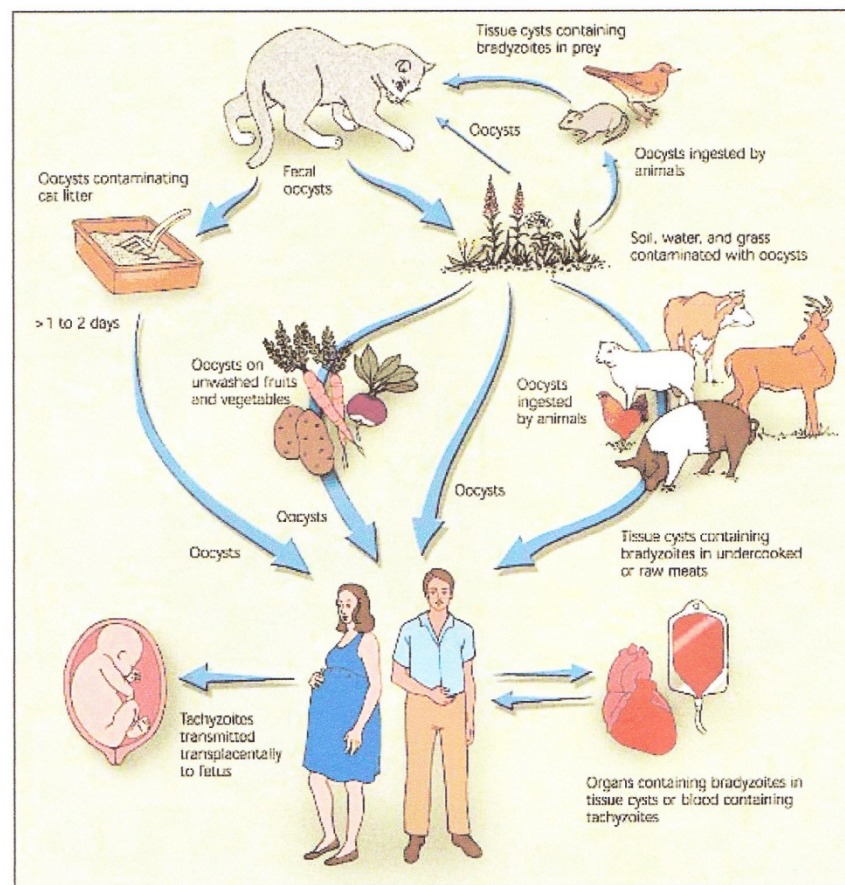 Tissue cysts containing
bradyzoites in prey
Oocysts
Oocysts ingested by
animals
Fecal
oocysts
Oocysts contaminating
cat litter
Soil, water, and grass
contaminated with oocysts
> 1 to 2 days
Oocysts on
unwashed fruits
and vegetables
Oocysts
ingested
by animals
Oocysts
Oocysts
Oocysts
Tissue cysts containing
bradyzoites in undercooked
or raw meats
Tachyzoites
transmitted
transplacentally
to fetus
Organs containing bradyzoites in
tissue cysts or blood containing
tachyzoites